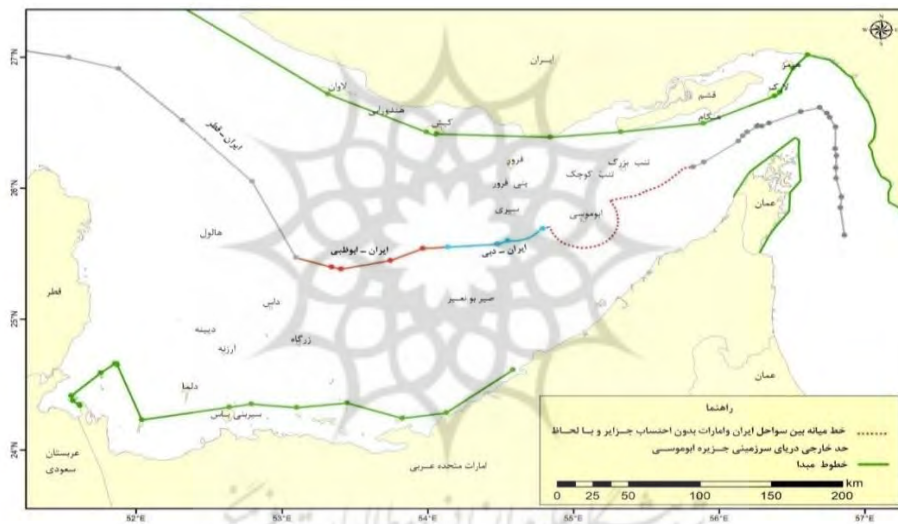 ایران
هرمز
لارک
قشم
هنگام
لاوان
هندورابی
کیش
27°N
ایران-قطر
فرور
تنب بزرگ
تنب کوچک
بنی فرور
26°N
سیری
ابوموسی
عمان
هالول
ایران-ابوظبی
ایران-دبی
قطر
صیر بو نعیر
داس
25°N
دیینه
زرگاه
ارزنه
عمان
دلما
سیربنی یاس
24°N
عربستان
سعودی
امارات متحده عربی
راهنما
خط میانه بین سواحل ایران وامارات بدون احتساب جزایر و با لحاظ
حد خارجی دریای سرزمینی جزیره ابوموسی
خطوط مبدا
0 25 50 100 150 200 km
52°E 53°E 54°E 55°E 56°E 57°E